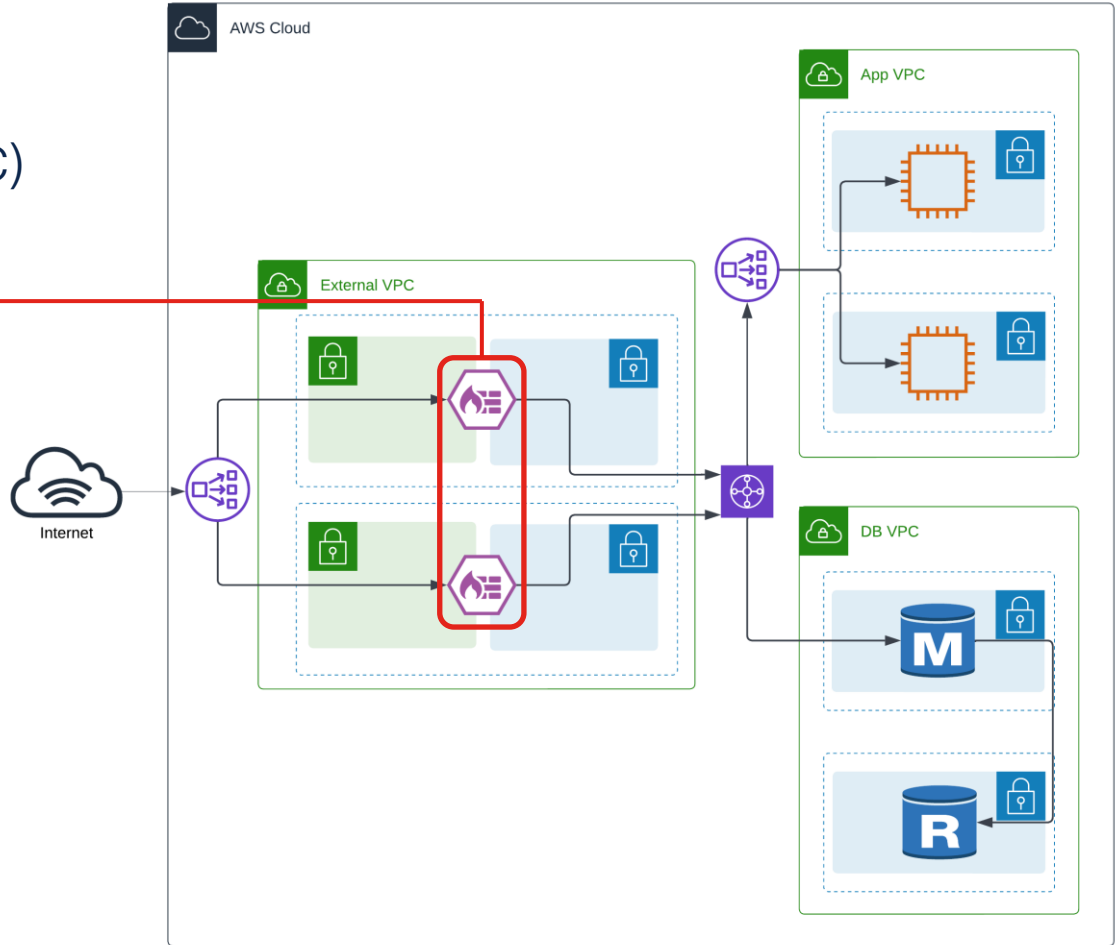 AWS Cloud
App VPC
C)
External VPC
Internet
DB VPC
M
R